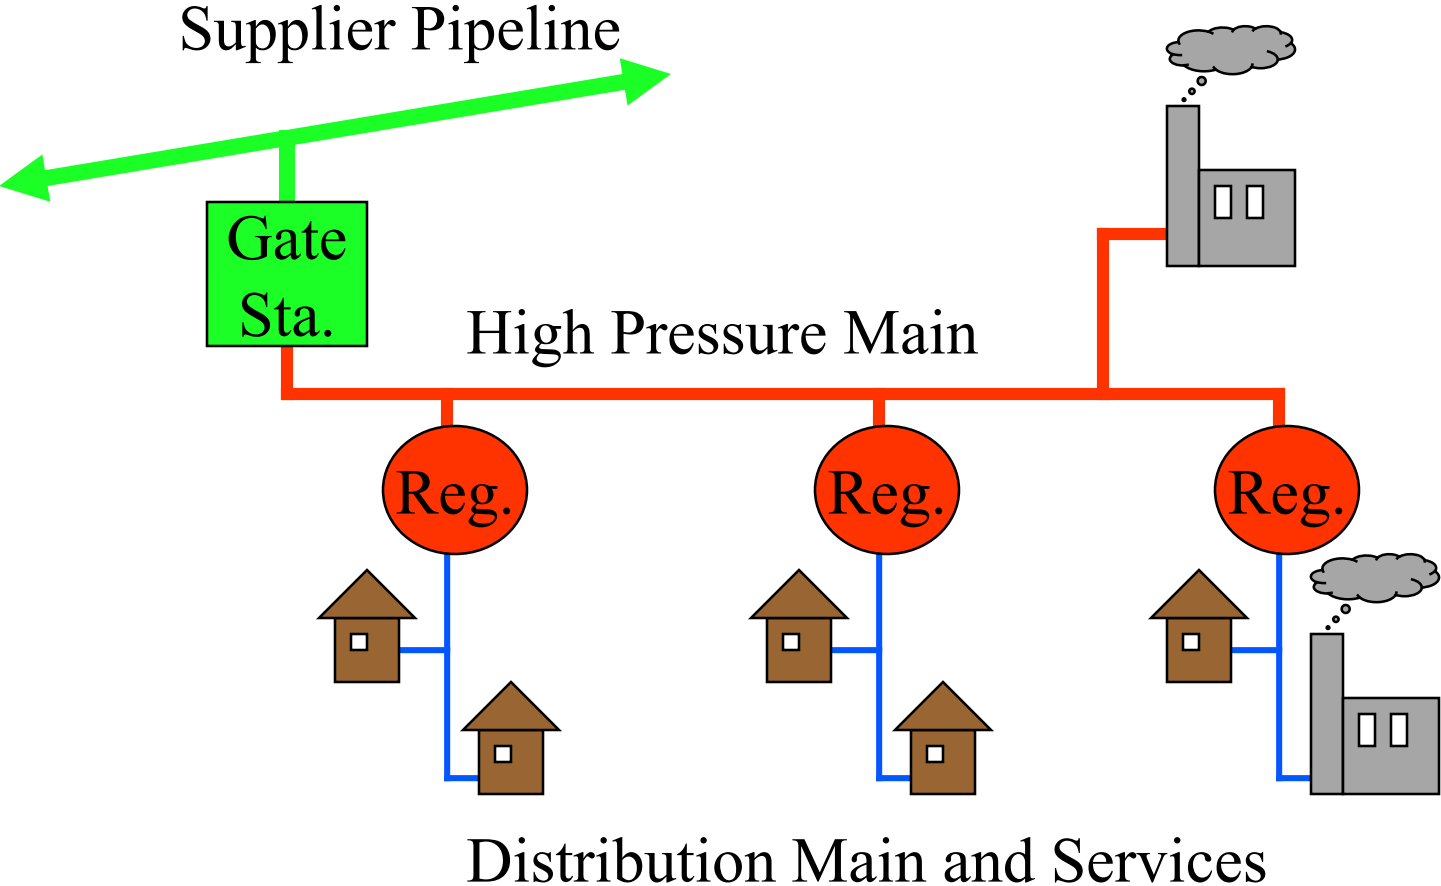 Supplier Pipeline
Gate
Sta.
High Pressure Main
Reg.
Reg.
Reg.
Distribution Main and Services